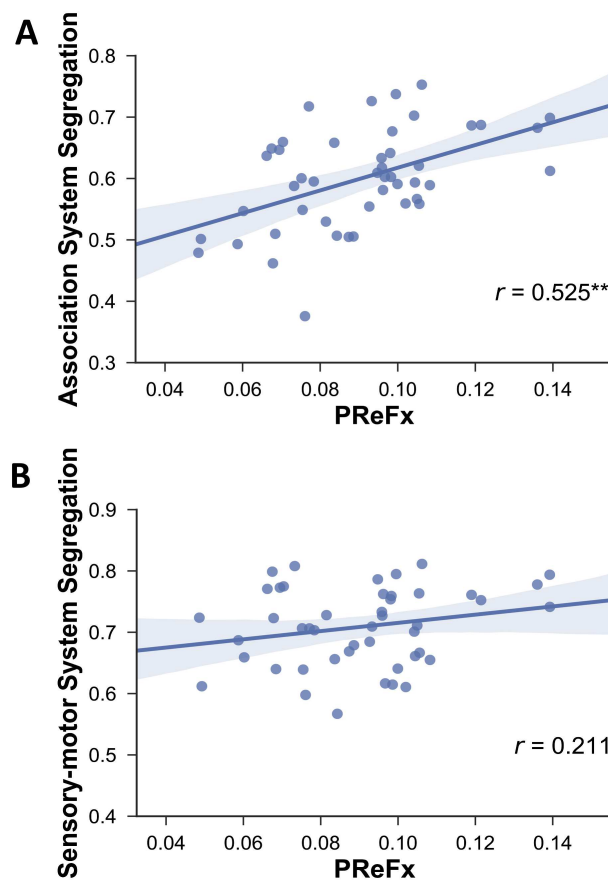 A
Association System Segregation
0.8
0.7
0.6
0.5
0.4
0.3
r = 0.525**
0.04 0.06 0.08 0.10 0.12 0.14
PReFx
B
Sensory-motor System Segregation
0.9
0.8
0.7
0.6
0.5
0.4
r = 0.211
0.04 0.06 0.08 0.10 0.12 0.14
PReFx